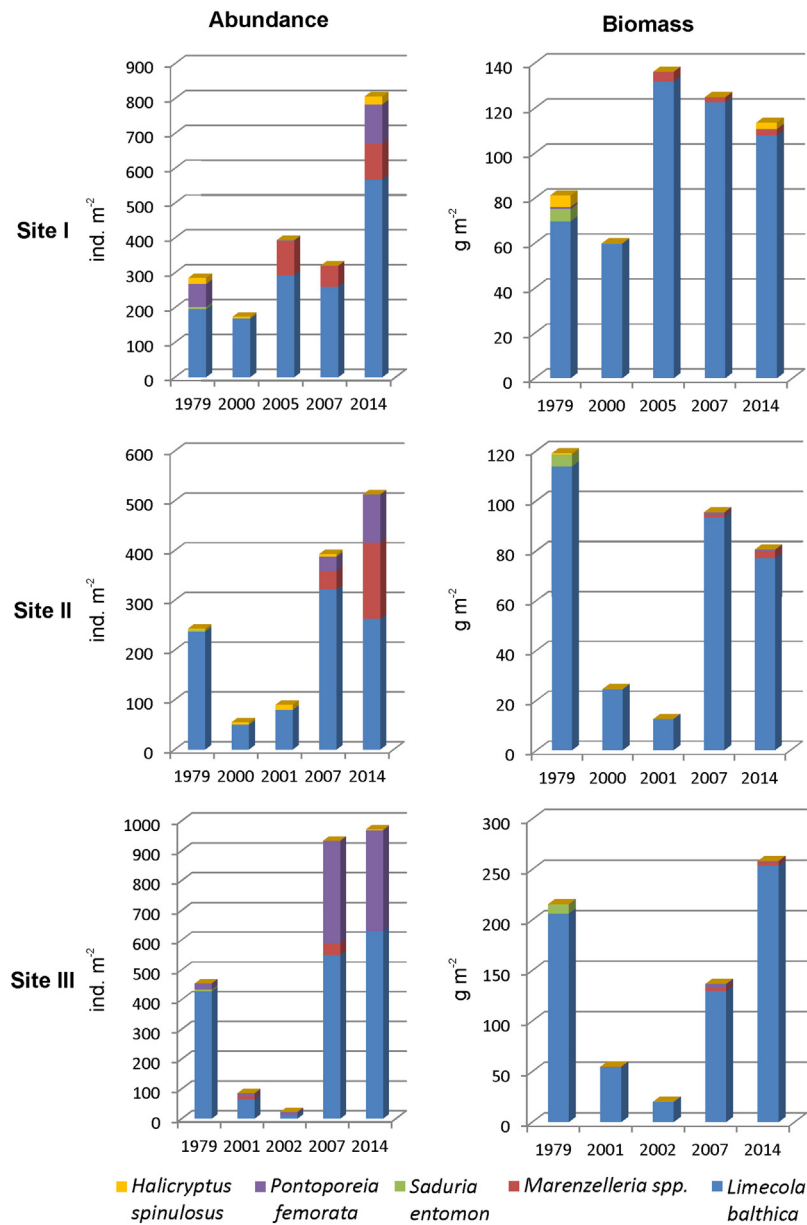 Abundance
Biomass
Site I
ind. m-2
900
800
700
600
500
400
300
200
100
0
1979 2000 2005 2007 2014
g m-2
140
120
100
80
60
40
20
0
1979 2000 2005 2007 2014
Site II
ind. m-2
600
500
400
300
200
100
0
1979 2000 2001 2007 2014
g m-2
120
100
80
60
40
20
0
1979 2000 2001 2007 2014
Site III
ind. m-2
1000
900
800
700
600
500
400
300
200
100
0
1979 2001 2002 2007 2014
g m-2
300
250
200
150
100
50
0
1979 2001 2002 2007 2014
Halicryptus Pontoporeia Saduria Marenzelleria spp. Limecola
spinulosus femorata entomon balthica